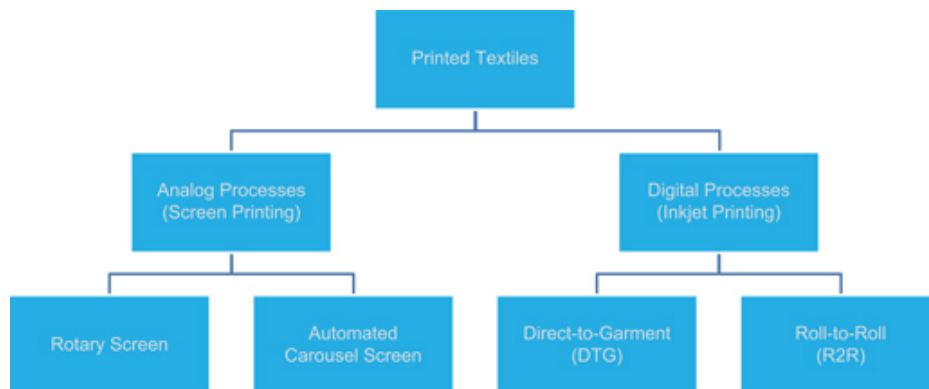 Printed Textiles
Analog Processes
(Screen Printing)
Digital Processes
(Inkjet Printing)
Rotary Screen
Automated
Carousel Screen
Direct-to-Garment
(DTG)
Roll-to-Roll
(R2R)